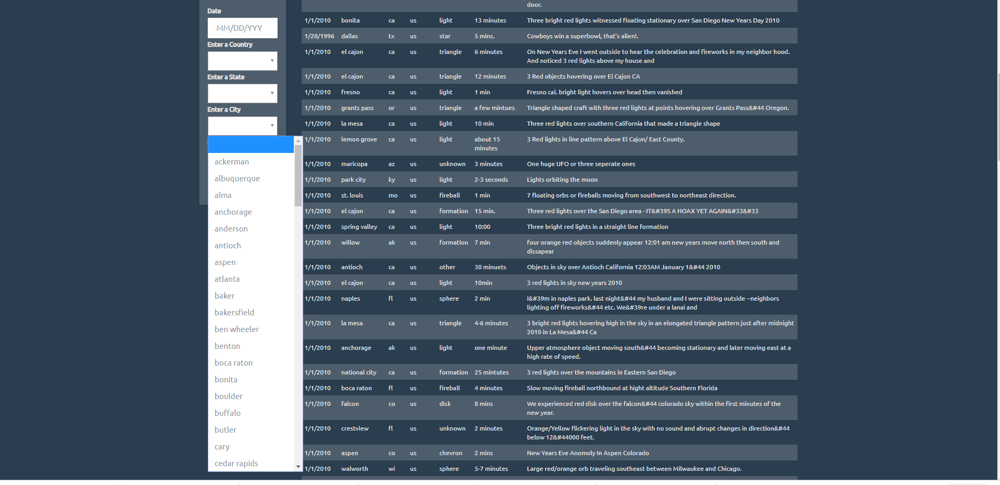 Date
MM/DD/YYY
Enter a Country
Enter a State
Enter a City
ackerman
albuquerque
alma
anchorage
anderson
antioch
aspen
atlanta
baker
bakersfield
ben wheeler
benton
boca raton
bonita
boulder
buffalo
butler
cary
cedar rapids
door.
1/1/2010 bonita ca us light 13 minutes Three bright red lights witnessed floating stationary over San Diego New Years Day 2010
1/28/1996 dallas tx us star 5 mins. Cowboys win a superbowl, that's alien!.
1/1/2010 el cajon ca us triangle 6 minutes On New Years Eve I went outside to hear the celebration and fireworks in my neighbor hood.
And noticed 3 red lights above my house and
1/1/2010 el cajon ca us triangle 12 minutes 3 Red objects hovering over El Cajon CA
1/1/2010 fresno ca us light 1 min Fresno cal. bright light hovers over head then vanished
1/1/2010 grants pass or us triangle a few mintues Triangle shaped craft with three red lights at points hovering over Grants Pass&#44 Oregon.
1/1/2010 la mesa ca us light 10 min Three red lights over southern California that made a triangle shape
1/1/2010 lemon grove ca us light about 15 3 Red lights in line pattern above El Cajon/ East County.
minutes
1/1/2010 maricopa az us unknown 3 minutes One huge UFO or three seperate ones
1/1/2010 park city ky us light 2-3 seconds Lights orbiting the moon
1/1/2010 st. louis mo us fireball 1 min 7 floating orbs or fireballs moving from southwest to northeast direction.
1/1/2010 el cajon ca us formation 15 min. Three red lights over the San Diego area - IT&#39S A HOAX YET AGAIN&#33&#33
1/1/2010 spring valley ca us light 10:00 Three bright red lights in a straight line formation
1/1/2010 willow ak us formation 7 min four orange red objects suddenly appear 12:01 am new years move north then south and
dissapear
1/1/2010 antioch ca us other 30 minuets Objects in sky over Antioch California 12:03AM January 1&#44 2010
1/1/2010 el cajon ca us light 10min 3 red lights in sky new years 2010
1/1/2010 naples fl us sphere 2 min i&#39m in naples park. last night&#44 my husband and I were sitting outside --neighbors
lighting off fireworks&#44 etc. We&#39re under a lanai and
1/1/2010 la mesa ca us triangle 4-6 minutes 3 bright red lights hovering high in the sky in an elongated triangle pattern just after midnight
2010 in La Mesa&#44 Ca
1/1/2010 anchorage ak us light one minute Upper atmosphere object moving south&#44 becoming stationary and later moving east at a
high rate of speed.
1/1/2010 national city ca us formation 25 mintutes 3 red lights over the mountains in Eastern San Diego
1/1/2010 boca raton fl us fireball 4 minutes Slow moving fireball northbound at hight altitude Southern Florida
1/1/2010 falcon co us disk 8 mins We experienced red disk over the falcon&#44 colorado sky within the first minutes of the
new year.
1/1/2010 crestview fl us unknown 2 minutes Orange/Yellow flickering light in the sky with no sound and abrupt changes in direction&#44
below 12&#44000 feet.
1/1/2010 aspen co us chevron 2 mins New Years Eve Anomoly In Aspen Colorado
1/1/2010 walworth wi us sphere 5-7 minutes Large red/orange orb traveling southeast between Milwaukee and Chicago.